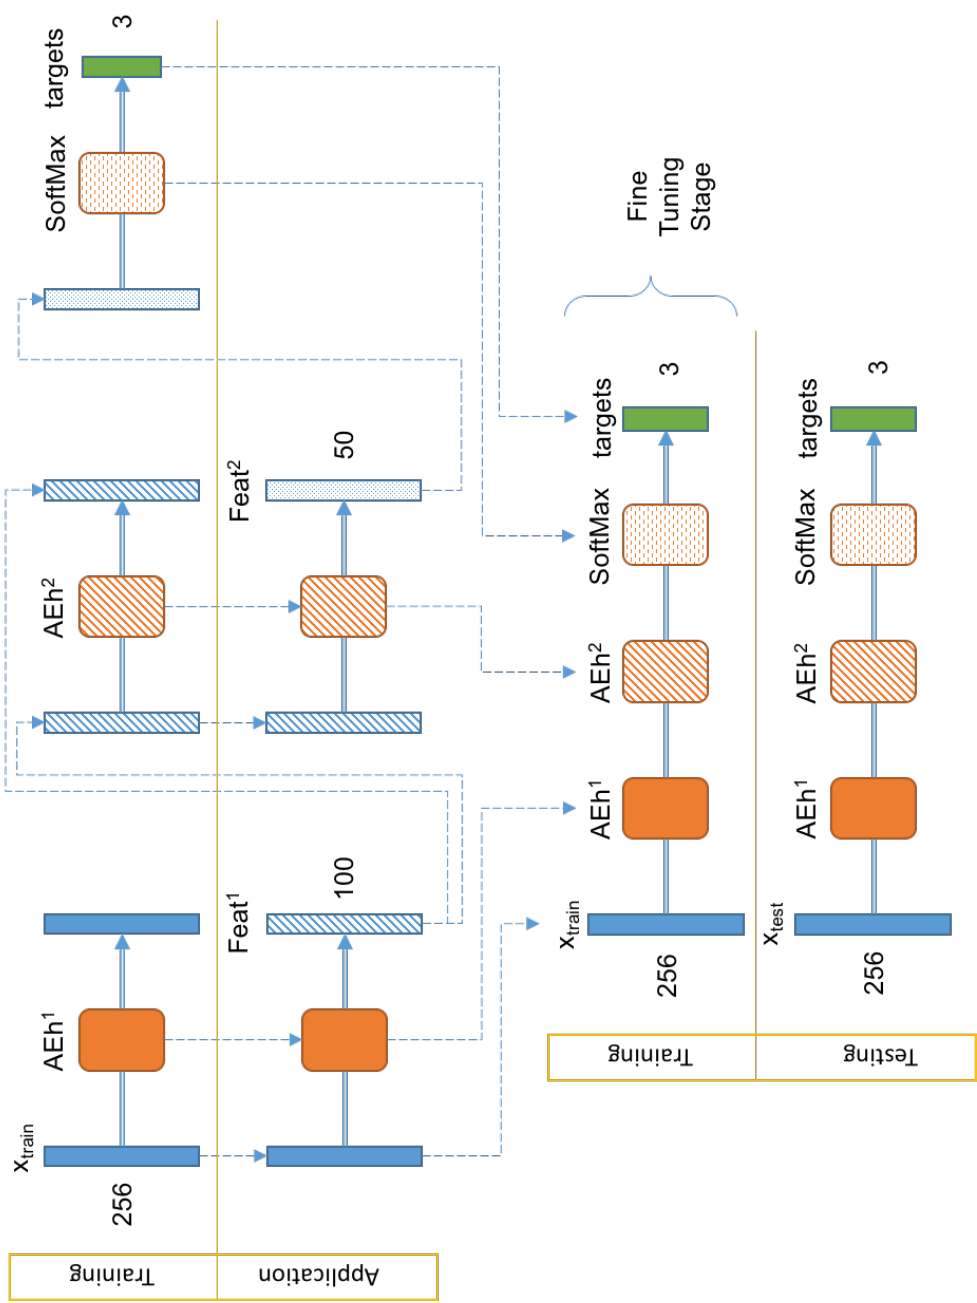 Training
x_train
256
AEh¹
AEh²
SoftMax
targets
3
Application
Feat¹
100
Feat²
50
Training
x_train
256
AEh¹
AEh²
SoftMax
targets
3
Fine
Tuning
Stage
Testing
x_test
256
AEh¹
AEh²
SoftMax
targets
3